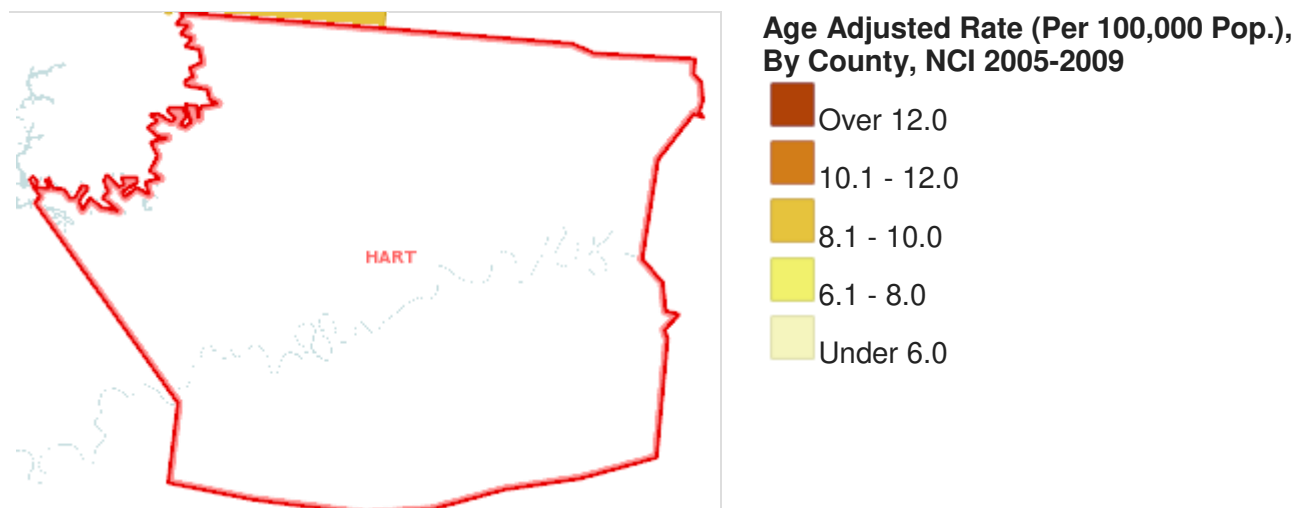 HART
Age Adjusted Rate (Per 100,000 Pop.),
By County, NCI 2005-2009
Over 12.0
10.1 - 12.0
8.1 - 10.0
6.1 - 8.0
Under 6.0